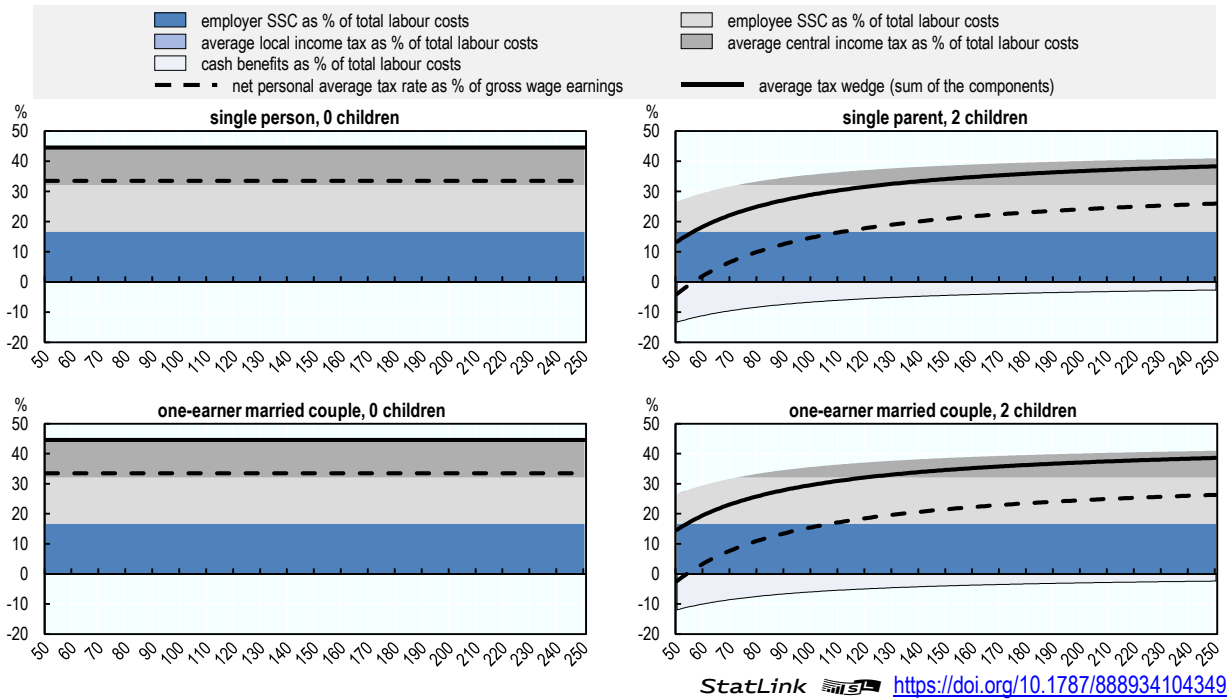 employer SSC as % of total labour costs
employee SSC as % of total labour costs
average local income tax as % of total labour costs
average central income tax as % of total labour costs
cash benefits as % of total labour costs
net personal average tax rate as % of gross wage earnings
average tax wedge (sum of the components)
%
single person, 0 children
50
40
30
20
10
0
-10
-20
50 60 70 80 90 100 110 120 130 140 150 160 170 180 190 200 210 220 230 240 250
%
single parent, 2 children
50
40
30
20
10
0
-10
-20
50 60 70 80 90 100 110 120 130 140 150 160 170 180 190 200 210 220 230 240 250
%
one-earner married couple, 0 children
50
40
30
20
10
0
-10
-20
50 60 70 80 90 100 110 120 130 140 150 160 170 180 190 200 210 220 230 240 250
%
one-earner married couple, 2 children
50
40
30
20
10
0
-10
-20
50 60 70 80 90 100 110 120 130 140 150 160 170 180 190 200 210 220 230 240 250
StatLink https://doi.org/10.1787/888934104349